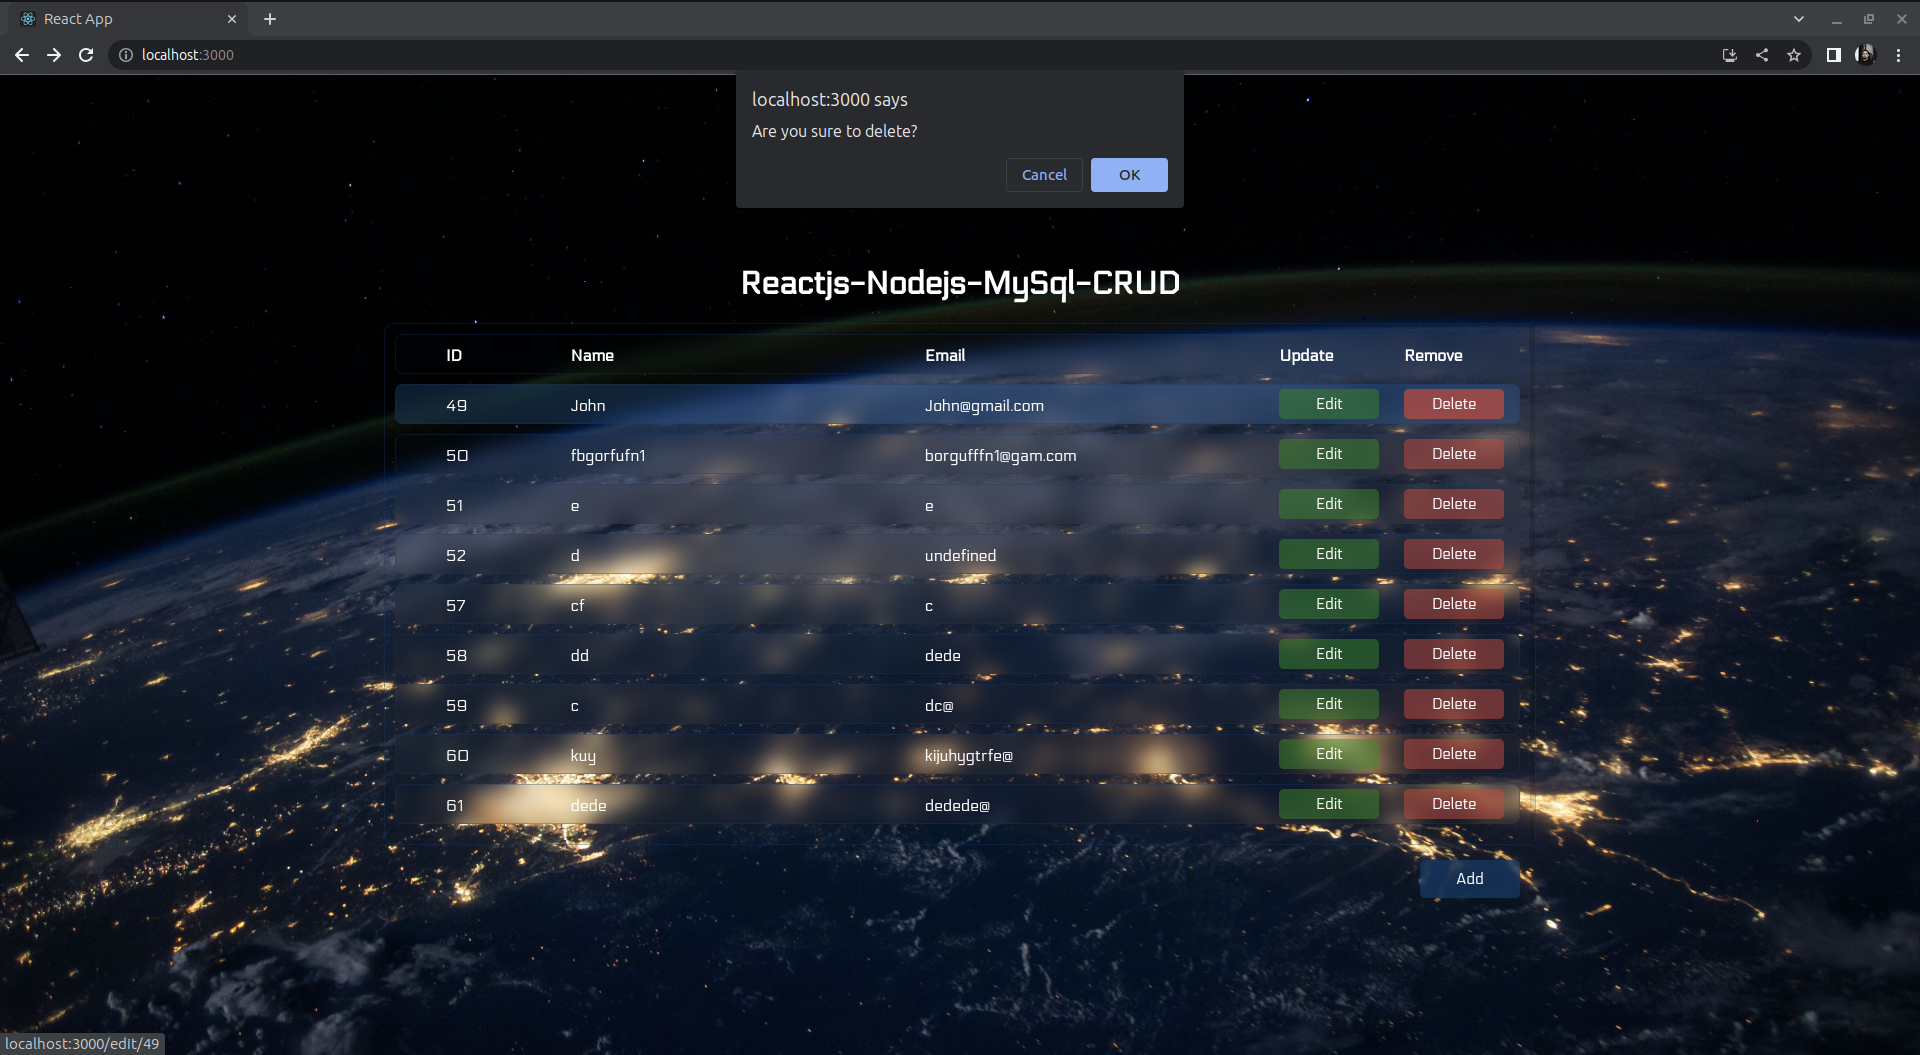 React App
localhost:3000
localhost:3000 says
Are you sure to delete?
Cancel OK
Reactjs-Nodejs-MySql-CRUD
ID Name Email Update Remove
49 John John@gmail.com Edit Delete
50 fbgorfufn1 borgufffn1@gam.com Edit Delete
51 e e Edit Delete
52 d undefined Edit Delete
57 cf c Edit Delete
58 dd dede Edit Delete
59 c dc@ Edit Delete
60 kuy kijuhygtrfe@ Edit Delete
61 dede dedede@ Edit Delete
Add
localhost:3000/edit/49